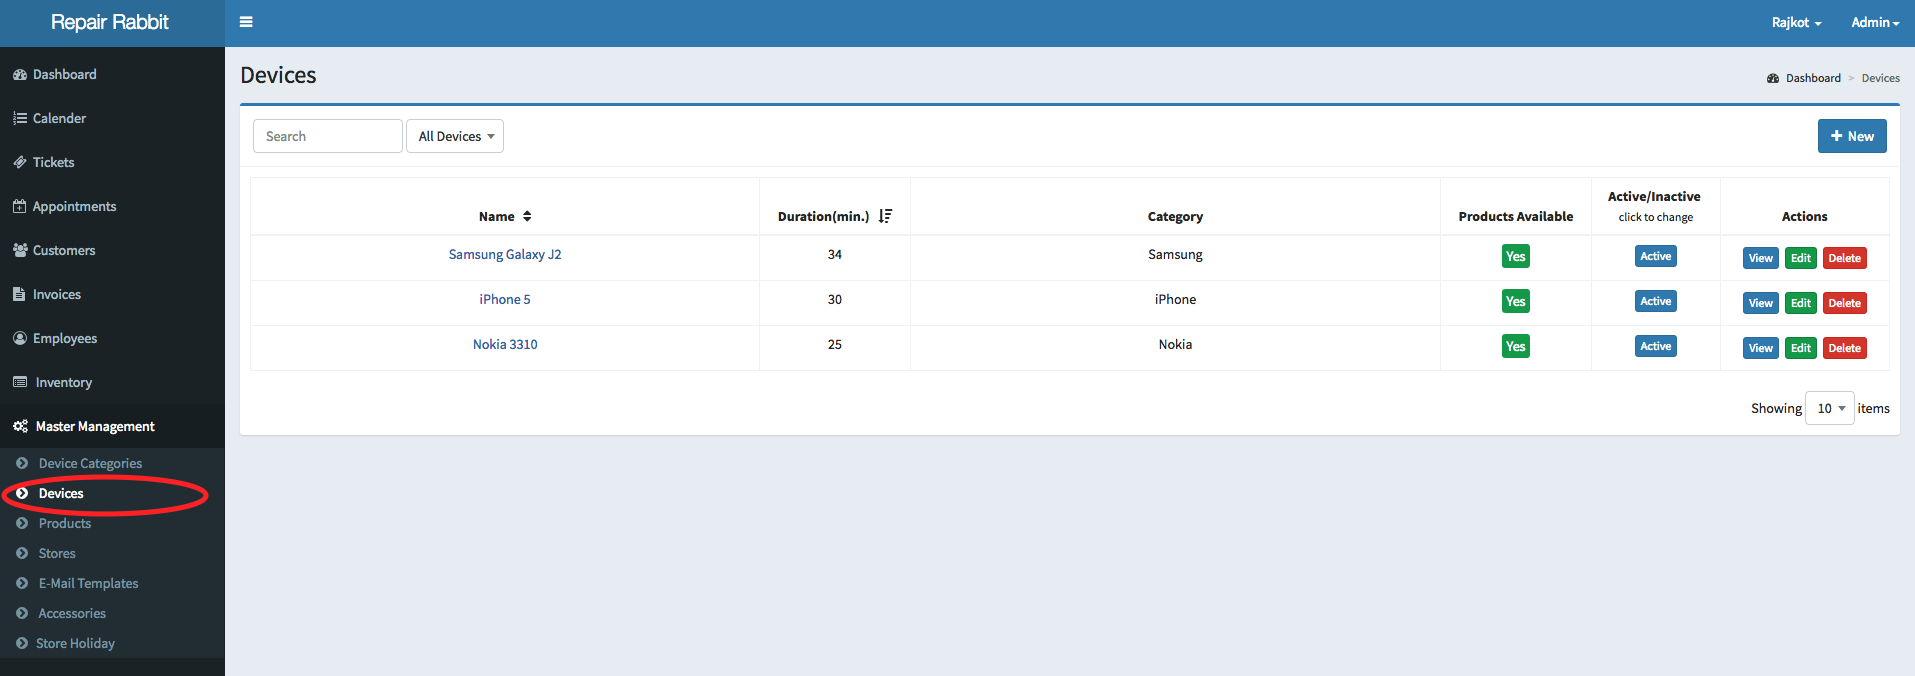 Repair Rabbit
Rajkot
Admin
Dashboard
Calender
Tickets
Appointments
Customers
Invoices
Employees
Inventory
Master Management
Device Categories
Devices
Products
Stores
E-Mail Templates
Accessories
Store Holiday
Devices
Dashboard > Devices
Search
All Devices
+ New
Name Duration(min.) Category Products Available Active/Inactive click to change Actions
Samsung Galaxy J2 34 Samsung Yes Active View Edit Delete
iPhone 5 30 iPhone Yes Active View Edit Delete
Nokia 3310 25 Nokia Yes Active View Edit Delete
Showing 10 items